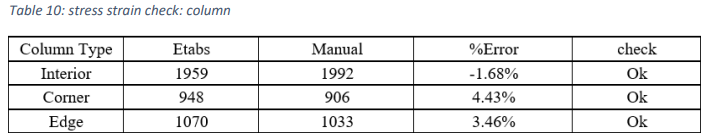 Table 10: stress strain check: column
Column Type Etabs Manual %Error check
Interior 1959 1992 -1.68% Ok
Corner 948 906 4.43% Ok
Edge 1070 1033 3.46% Ok